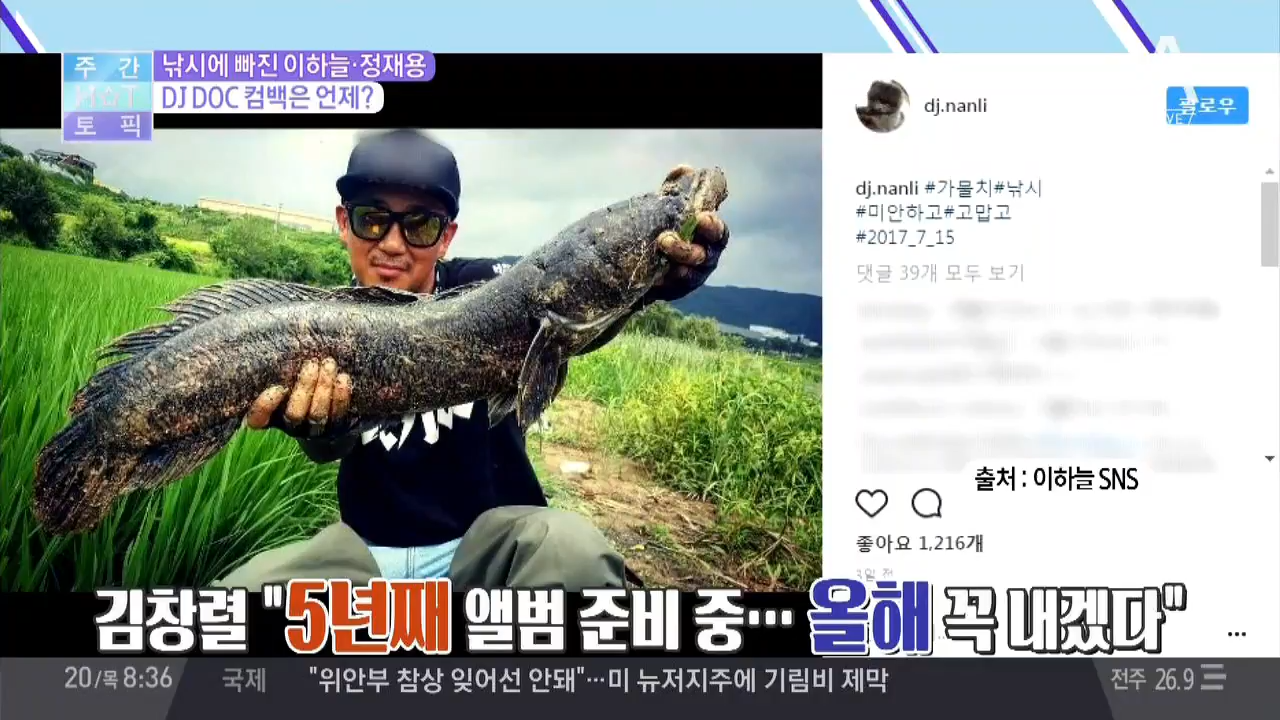 주 간
HOT
토 픽
낚시에 빠진 이하늘·정재용
DJ DOC 컴백은 언제?
dj.nanli
팔로우
dj.nanli #가물치#낚시
#미안하고#고맙고
#2017_7_15
댓글 39개 모두 보기
출처 : 이하늘 SNS
좋아요 1,216개
3일 전
김창렬 "5년째 앨범 준비 중… 올해 꼭 내겠다"
20/목 8:36 국제 "위안부 참상 잊어선 안돼"…미 뉴저지주에 기림비 제막 전주 26.9